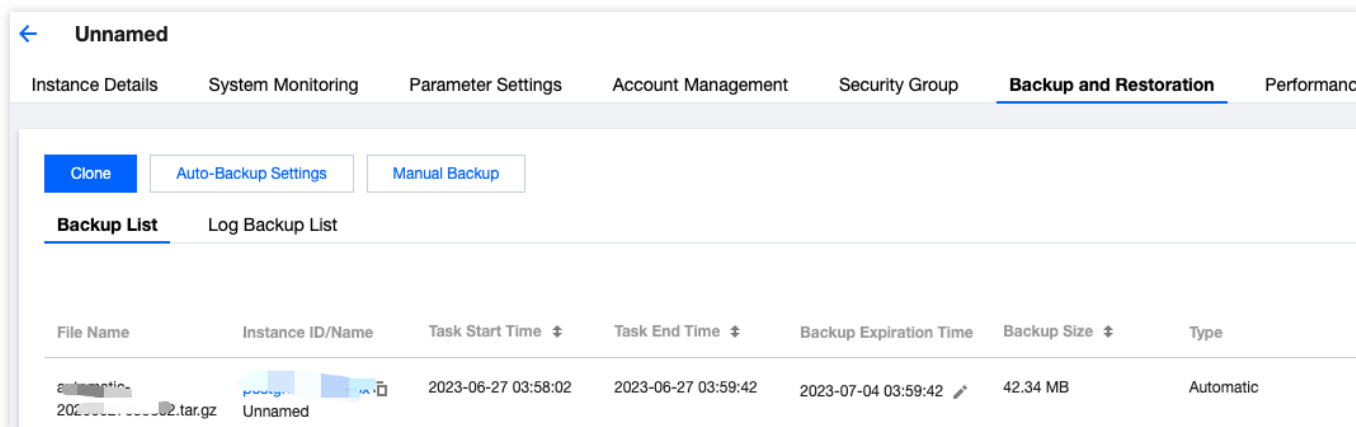 Unnamed
Instance Details System Monitoring Parameter Settings Account Management Security Group Backup and Restoration Performanc
Clone Auto-Backup Settings Manual Backup
Backup List Log Backup List
File Name Instance ID/Name Task Start Time Task End Time Backup Expiration Time Backup Size Type
2023-06-27 03:58:02 2023-06-27 03:59:42 2023-07-04 03:59:42 42.34 MB Automatic
Unnamed